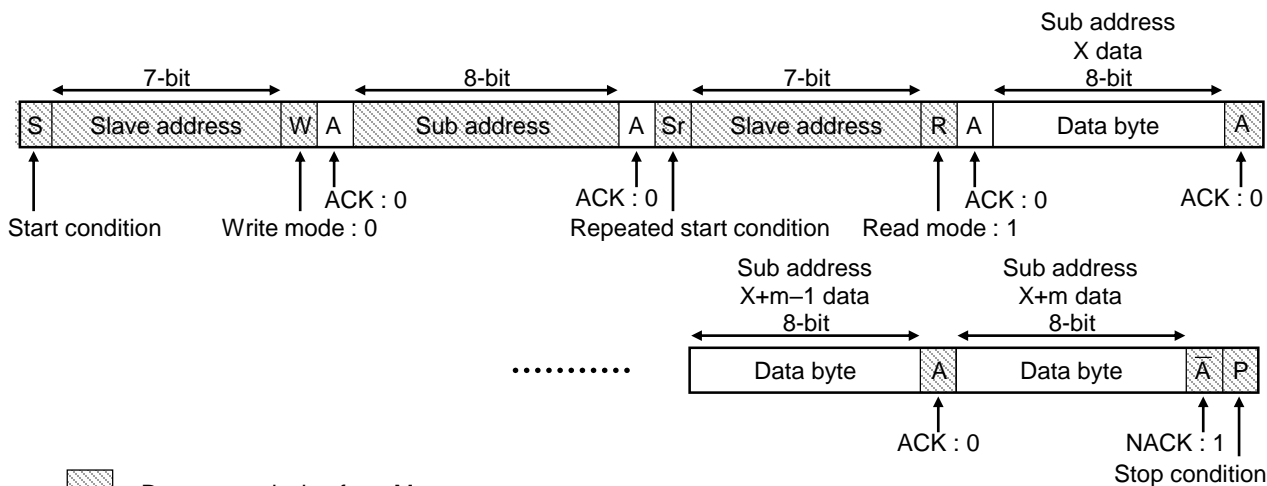 Sub address
X data
7-bit 8-bit 7-bit 8-bit
S Slave address W A Sub address A Sr Slave address R A Data byte A
ACK : 0 ACK : 0 ACK : 0 ACK : 0
Start condition Write mode : 0 Repeated start condition Read mode : 1
Sub address Sub address
X+m–1 data X+m data
8-bit 8-bit
........... Data byte A Data byte A̅ P
ACK : 0 NACK : 1
Stop condition